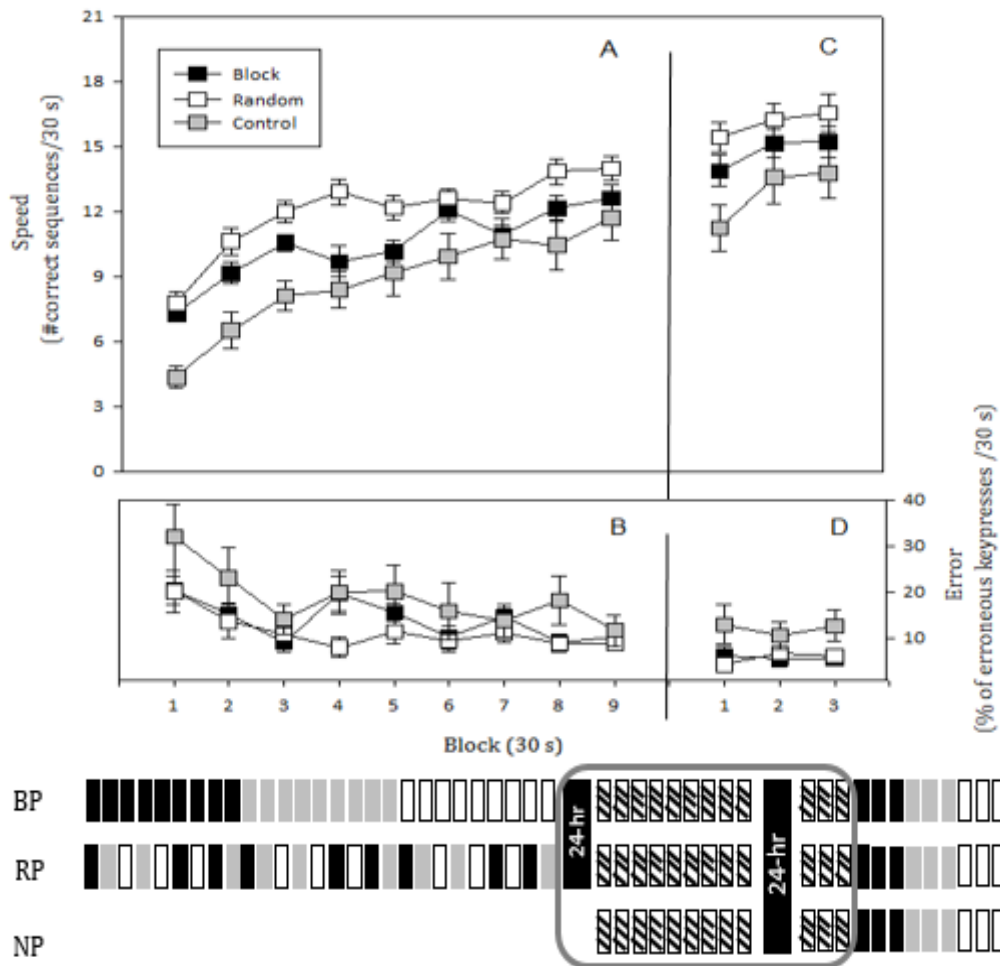 21
18
15
12
9
6
3
0
Speed
(#correct sequences/30 s)
Block
Random
Control
A
C
B
D
40
30
20
10
Error
(% of erroneous keypresses /30 s)
1 2 3 4 5 6 7 8 9 1 2 3
Block (30 s)
BP
RP
NP
24-hr
24-hr